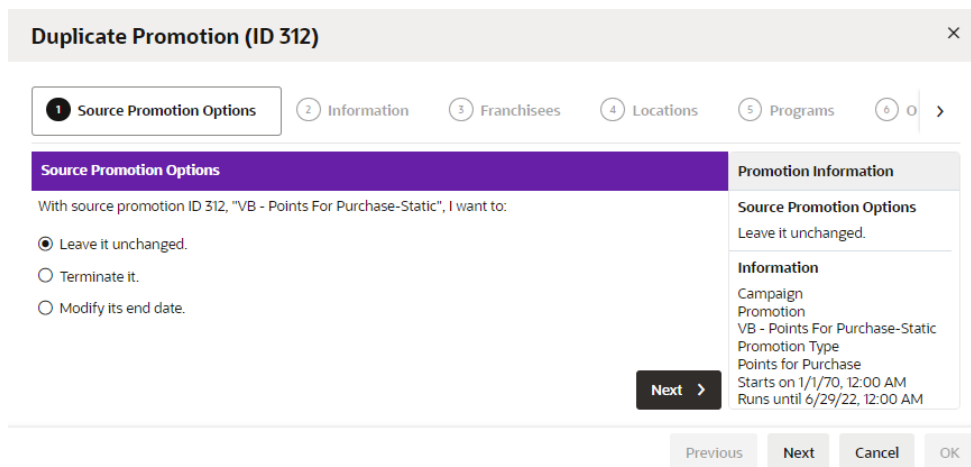 Duplicate Promotion (ID 312)
1 Source Promotion Options
2 Information
3 Franchisees
4 Locations
5 Programs
6 O
Source Promotion Options
With source promotion ID 312, "VB - Points For Purchase-Static", I want to:
Leave it unchanged.
Terminate it.
Modify its end date.
Next
Promotion Information
Source Promotion Options
Leave it unchanged.
Information
Campaign
Promotion
VB - Points For Purchase-Static
Promotion Type
Points for Purchase
Starts on 1/1/70, 12:00 AM
Runs until 6/29/22, 12:00 AM
Previous
Next
Cancel
OK